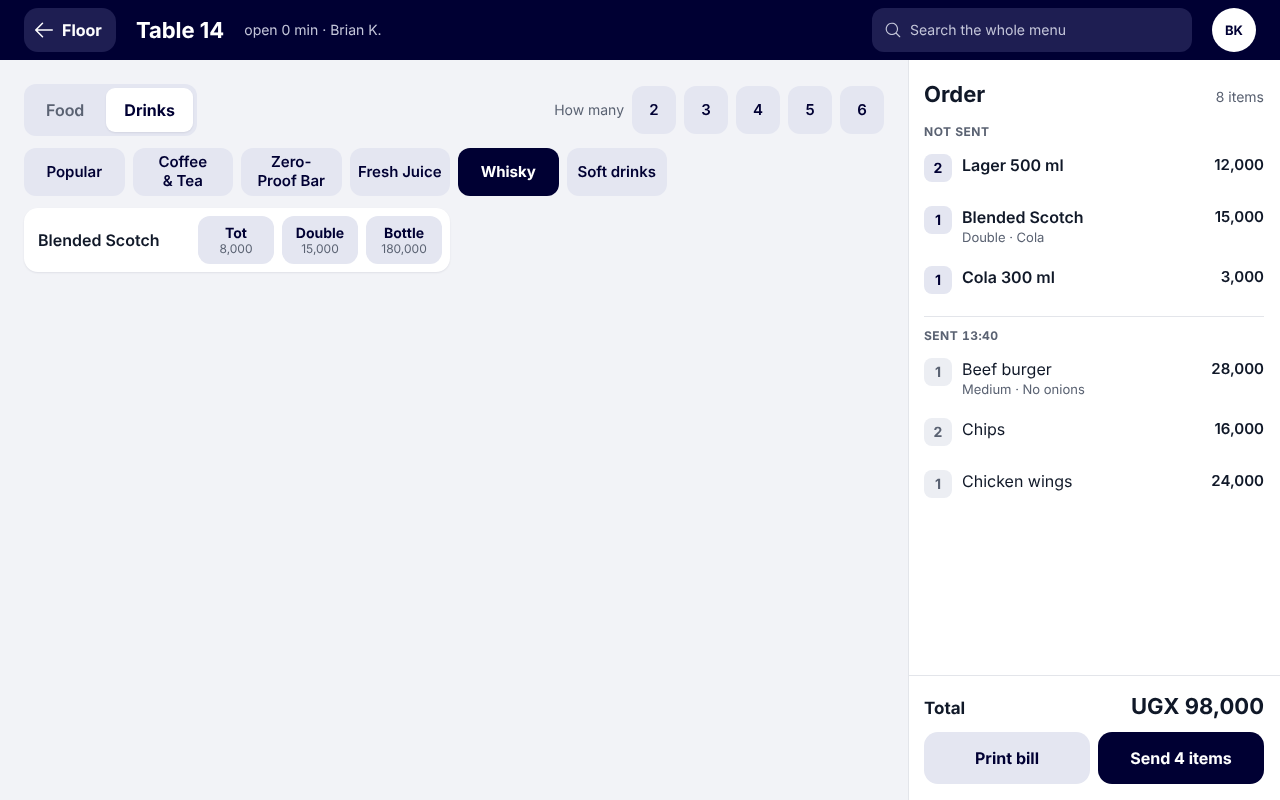 Floor
Table 14
open 0 min · Brian K.
Search the whole menu
BK
Food
Drinks
How many
2
3
4
5
6
Popular
Coffee
& Tea
Zero-
Proof Bar
Fresh Juice
Whisky
Soft drinks
Blended Scotch
Tot
8,000
Double
15,000
Bottle
180,000
Order
8 items
NOT SENT
2 Lager 500 ml 12,000
1 Blended Scotch 15,000
Double · Cola
1 Cola 300 ml 3,000
SENT 13:40
1 Beef burger 28,000
Medium · No onions
2 Chips 16,000
1 Chicken wings 24,000
Total UGX 98,000
Print bill
Send 4 items